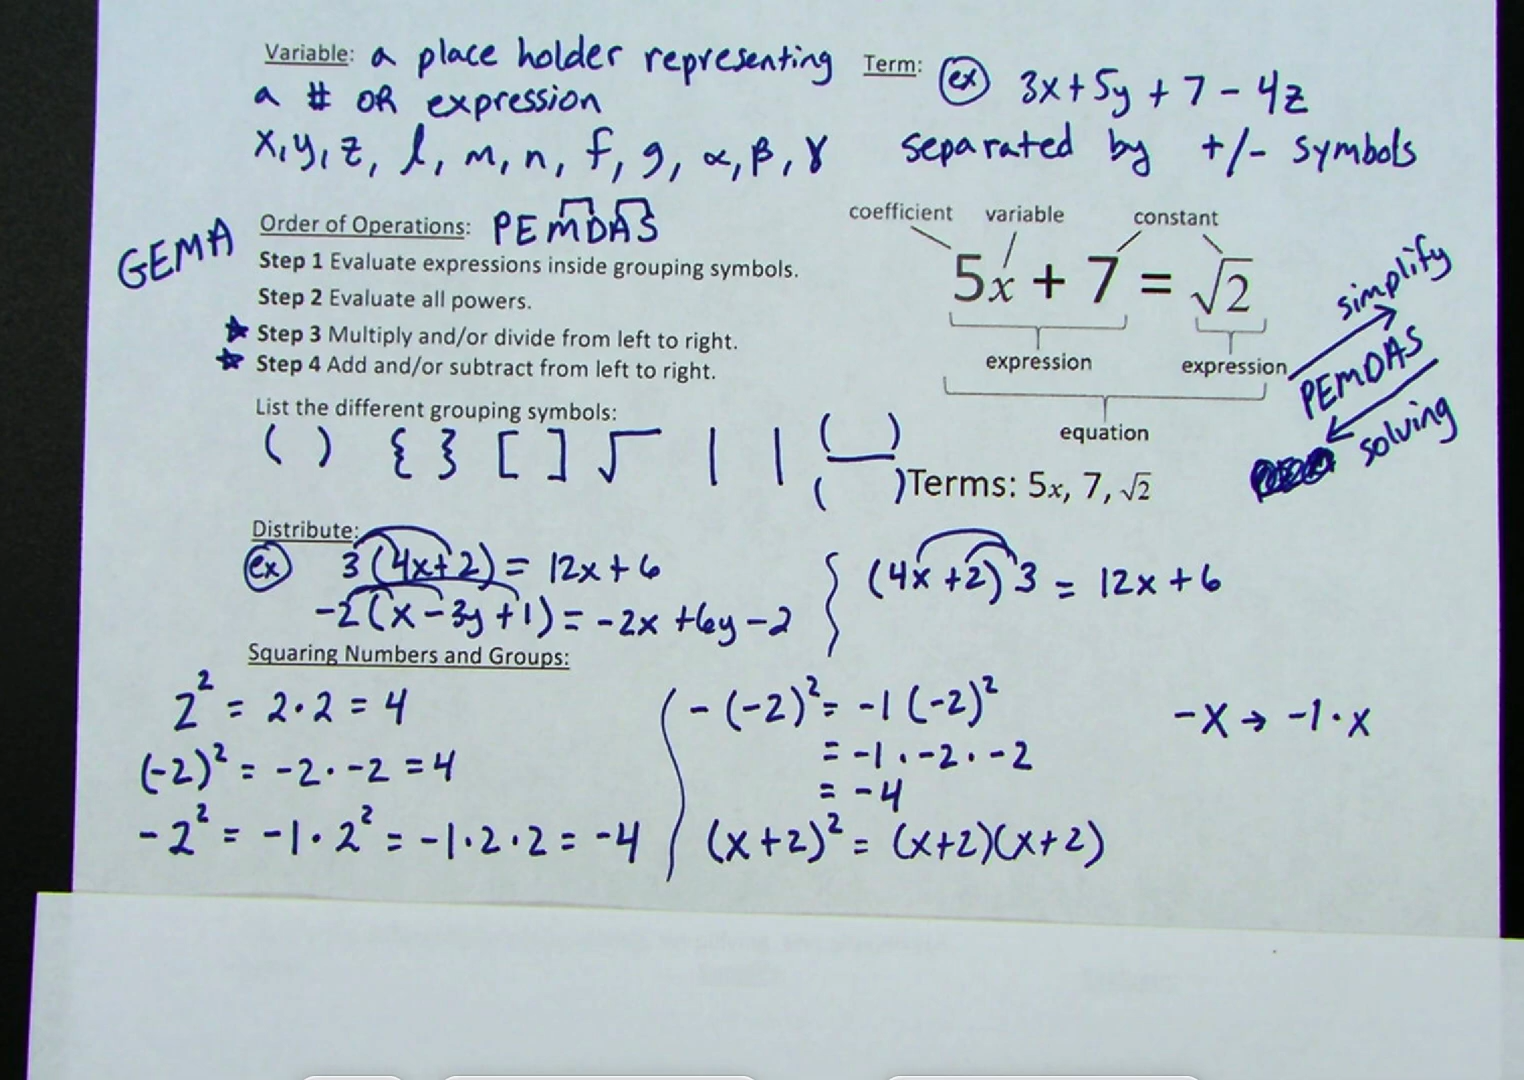 Variable: a place holder representing
a # OR expression
x, y, z, l, m, n, f, g, α, β, γ
Term: ex 3x + 5y + 7 - 4z
separated by +/- symbols
GEMA
Order of Operations: PEMDAS
Step 1 Evaluate expressions inside grouping symbols.
Step 2 Evaluate all powers.
★ Step 3 Multiply and/or divide from left to right.
★ Step 4 Add and/or subtract from left to right.
List the different grouping symbols:
( ) { } [ ] √ | | ( ) / ( )
coefficient variable constant
5x + 7 = √2
expression expression
equation
Terms: 5x, 7, √2
simplify
PEMDAS
solving
Distribute:
ex 3(4x+2) = 12x + 6
-2(x - 3y + 1) = -2x + 6y - 2
(4x + 2)3 = 12x + 6
Squaring Numbers and Groups:
2² = 2·2 = 4
(-2)² = -2·-2 = 4
-2² = -1·2² = -1·2·2 = -4
-(-2)² = -1(-2)²
= -1·-2·-2
= -4
(x+2)² = (x+2)(x+2)
-x → -1·x